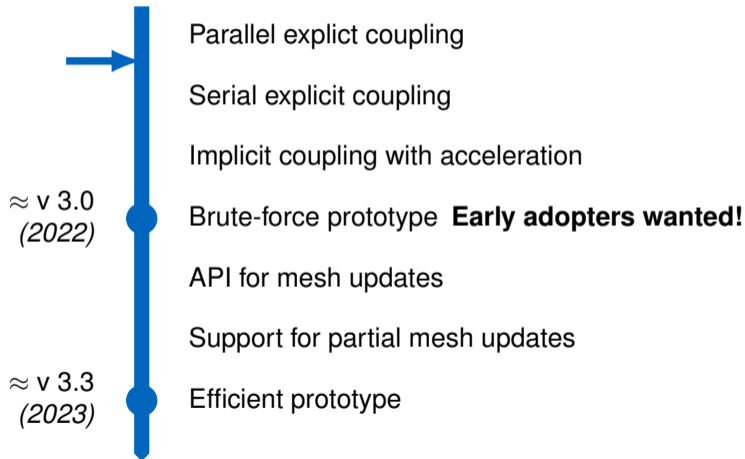 Parallel explict coupling
Serial explicit coupling
Implicit coupling with acceleration
≈ v 3.0
(2022)
Brute-force prototype Early adopters wanted!
API for mesh updates
Support for partial mesh updates
≈ v 3.3
(2023)
Efficient prototype